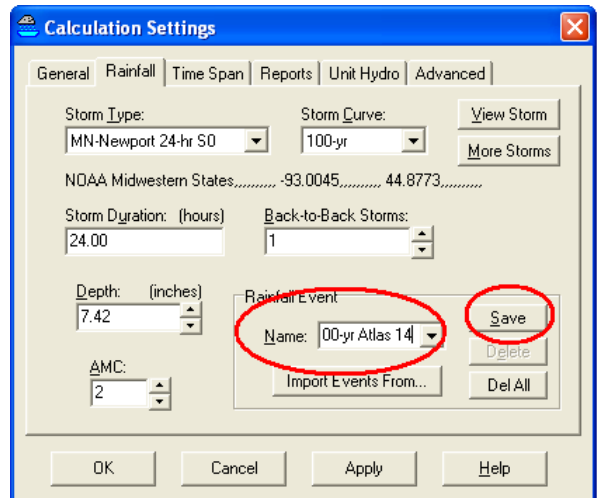 Calculation Settings
General Rainfall Time Span Reports Unit Hydro Advanced
Storm Type: Storm Curve: View Storm
MN-Newport 24-hr S0 100-yr More Storms
NOAA Midwestern States,,,,,,,,,, -93.0045,,,,,,,,,, 44.8773,,,,,,,,,,
Storm Duration: (hours) Back-to-Back Storms:
24.00 1
Depth: (inches) Rainfall Event
7.42 Name: 00-yr Atlas 14 Save
Delete
AMC: Import Events From... Del All
2
OK Cancel Apply Help